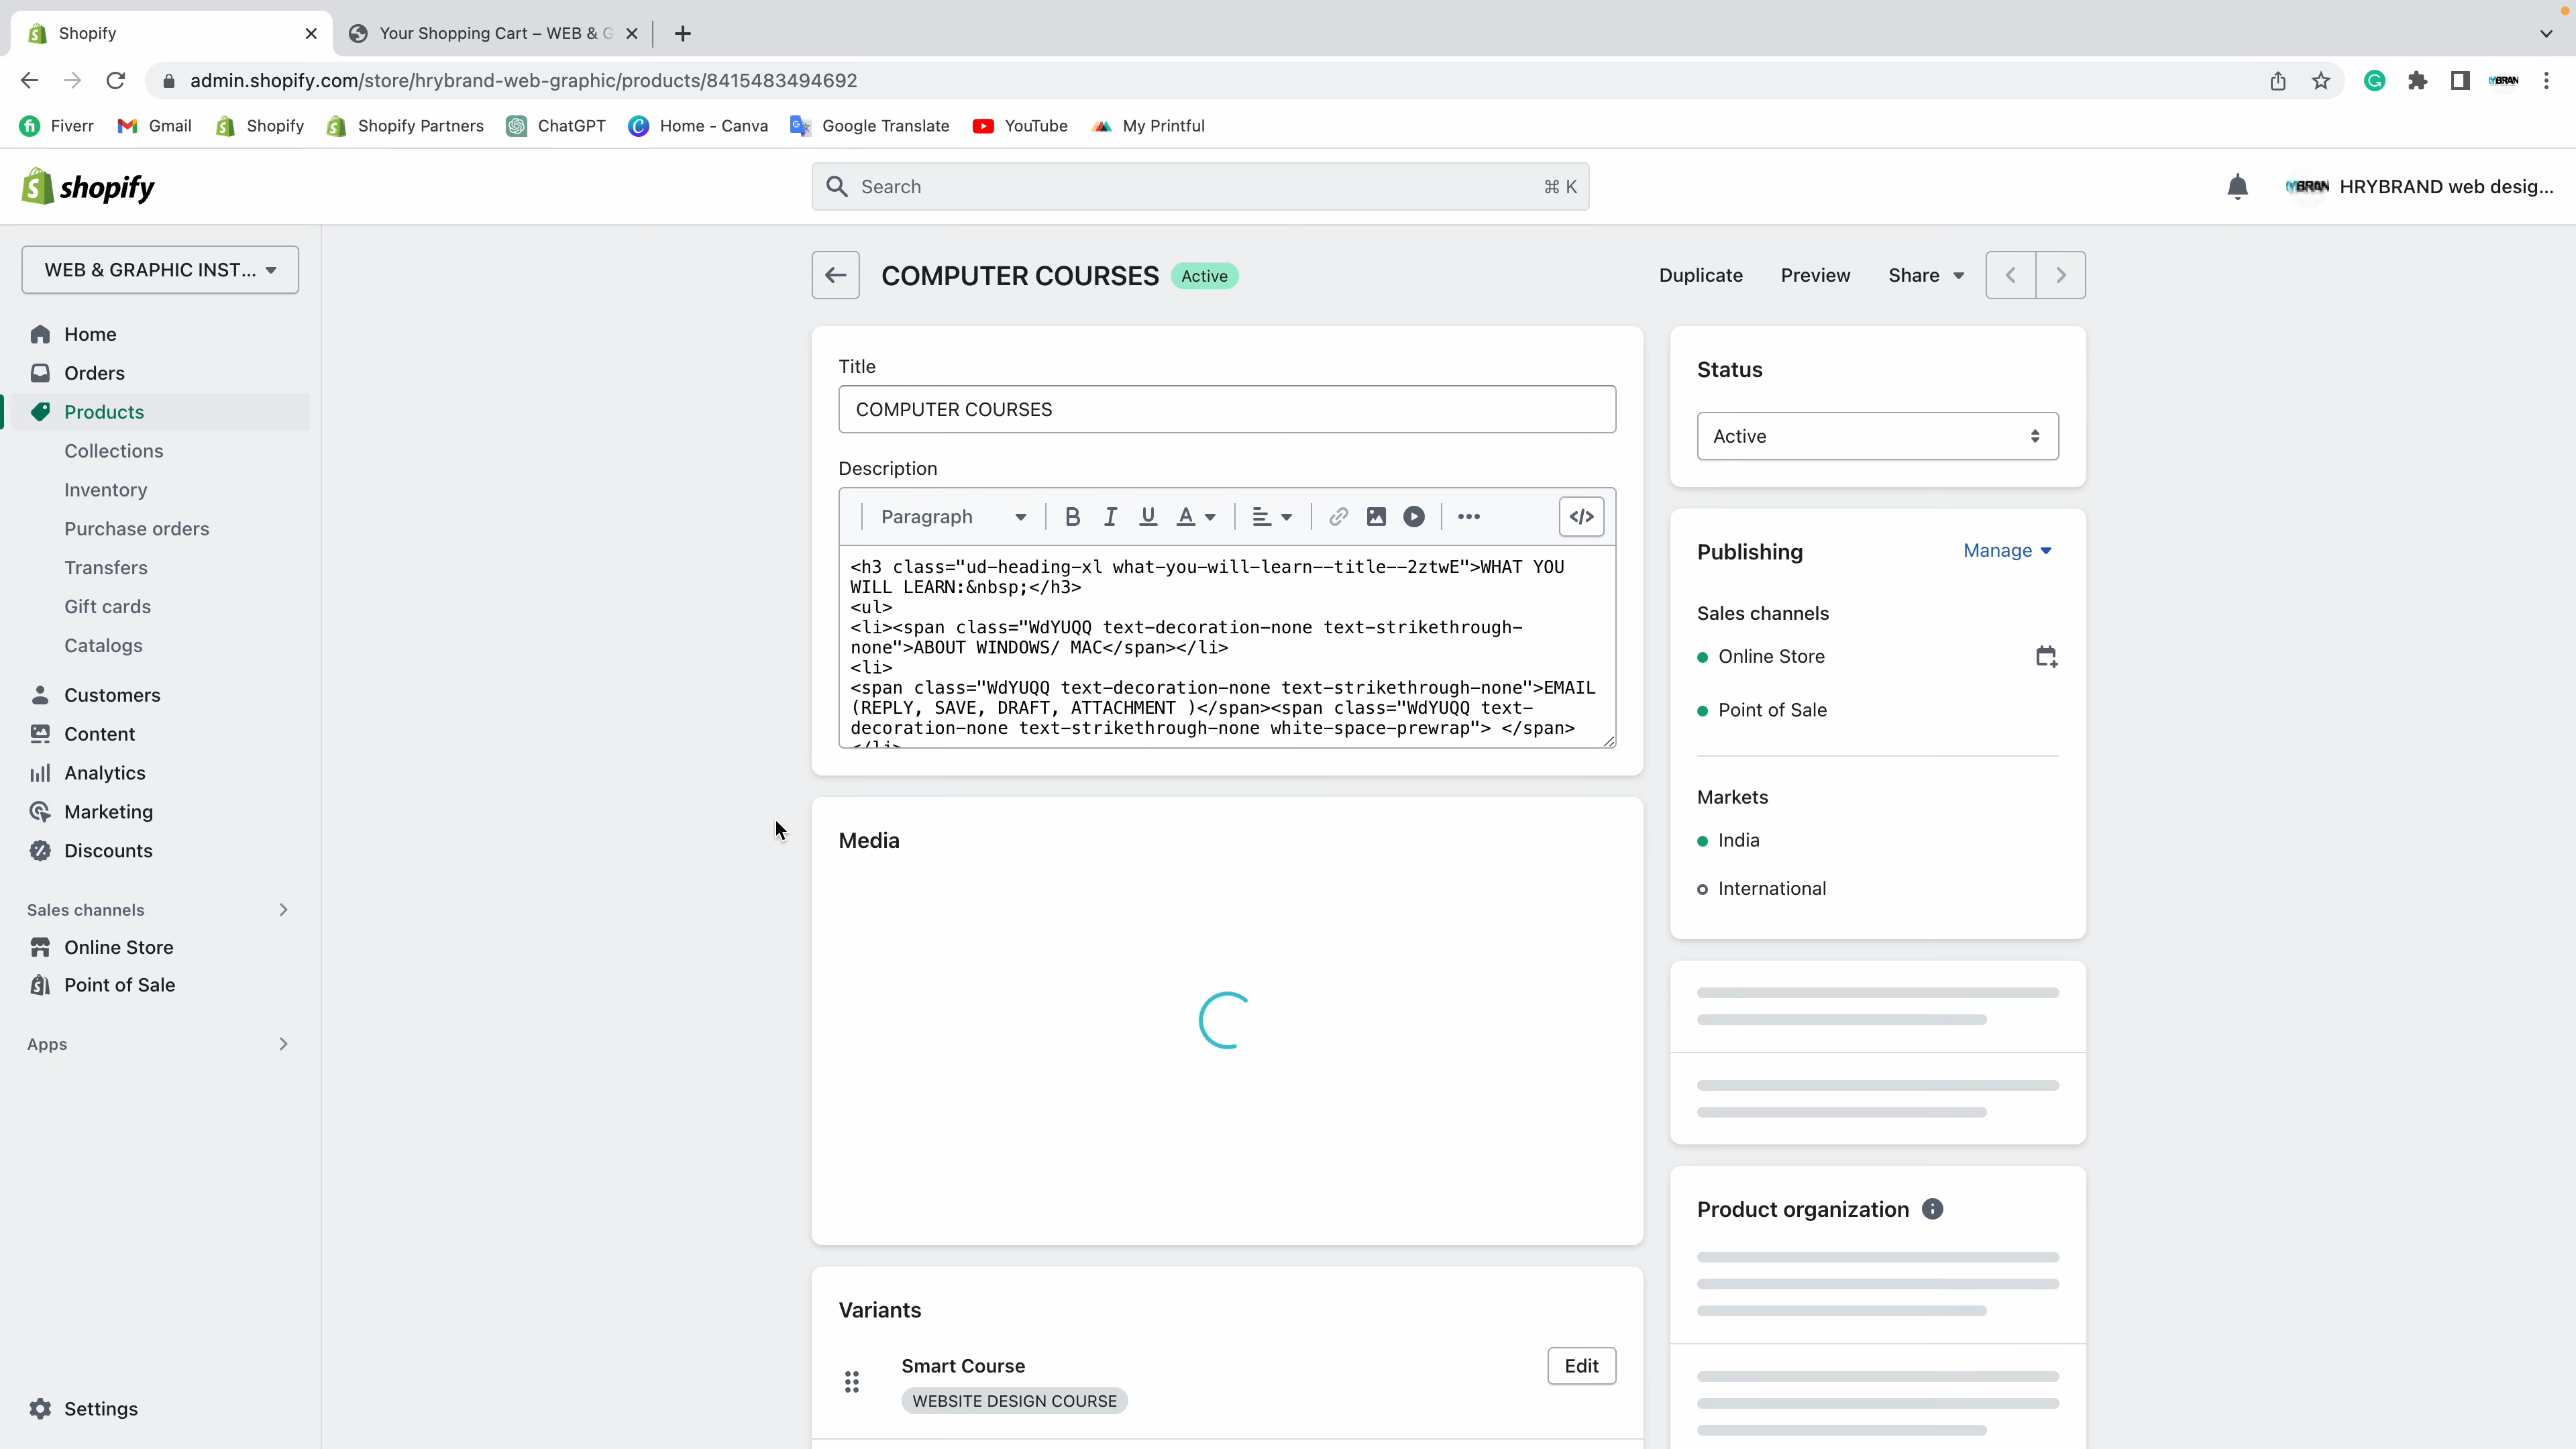 Shopify
Your Shopping Cart – WEB & G
admin.shopify.com/store/hrybrand-web-graphic/products/8415483494692
BRAN
Fiverr
Gmail
Shopify
Shopify Partners
ChatGPT
Home - Canva
Google Translate
YouTube
My Printful
shopify
Search
⌘ K
BRAN
HRYBRAND web desig...
WEB & GRAPHIC INST...
Home
Orders
Products
Collections
Inventory
Purchase orders
Transfers
Gift cards
Catalogs
Customers
Content
Analytics
Marketing
Discounts
Sales channels
Online Store
Point of Sale
Apps
Settings
COMPUTER COURSES
Active
Duplicate
Preview
Share
Title
COMPUTER COURSES
Description
Paragraph
B I U A
</>
<h3 class="ud-heading-xl what-you-will-learn--title--2ztwE">WHAT YOU
WILL LEARN:&nbsp;</h3>
<ul>
<li><span class="WdYUQQ text-decoration-none text-strikethrough-
none">ABOUT WINDOWS/ MAC</span></li>
<li>
<span class="WdYUQQ text-decoration-none text-strikethrough-none">EMAIL
(REPLY, SAVE, DRAFT, ATTACHMENT )</span><span class="WdYUQQ text-
decoration-none text-strikethrough-none white-space-prewrap"> </span>
</li>
Media
Variants
Smart Course
Edit
WEBSITE DESIGN COURSE
Status
Active
Publishing
Manage
Sales channels
Online Store
Point of Sale
Markets
India
International
Product organization